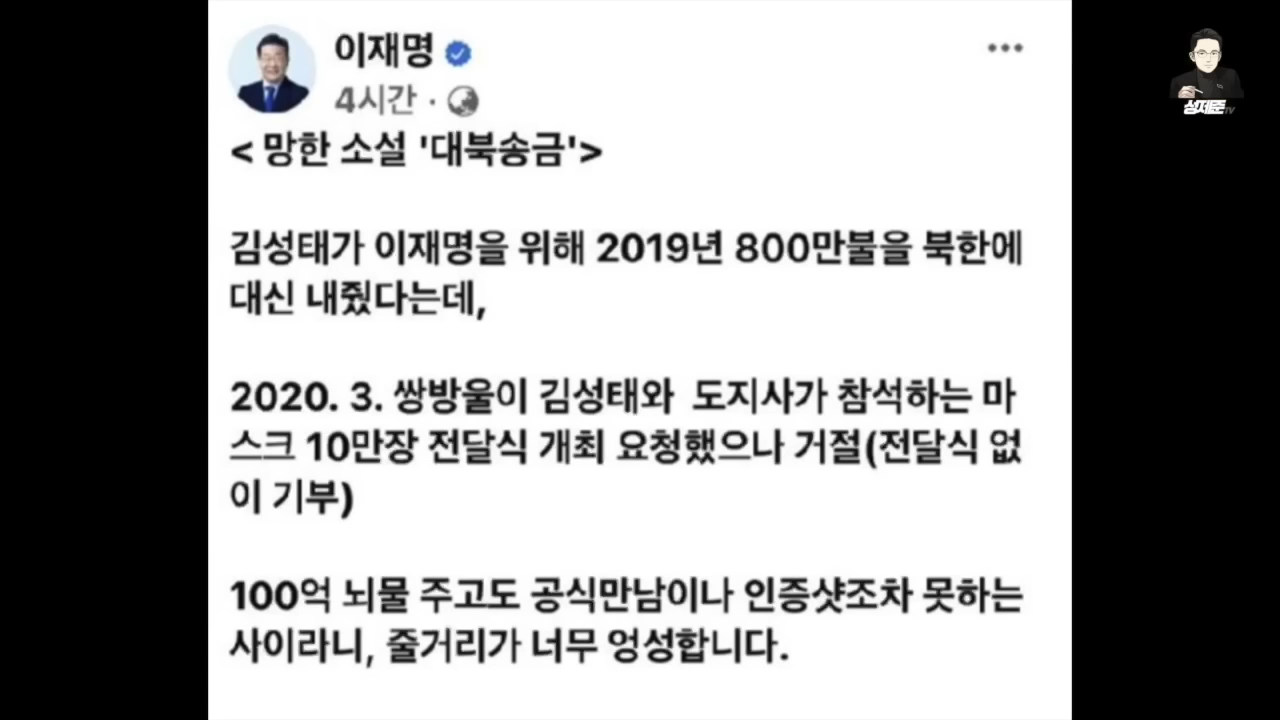 이재명
4시간 ·
< 망한 소설 '대북송금'>
김성태가 이재명을 위해 2019년 800만불을 북한에
대신 내줬다는데,
2020. 3. 쌍방울이 김성태와 도지사가 참석하는 마
스크 10만장 전달식 개최 요청했으나 거절(전달식 없
이 기부)
100억 뇌물 주고도 공식만남이나 인증샷조차 못하는
사이라니, 줄거리가 너무 엉성합니다.
성제준TV